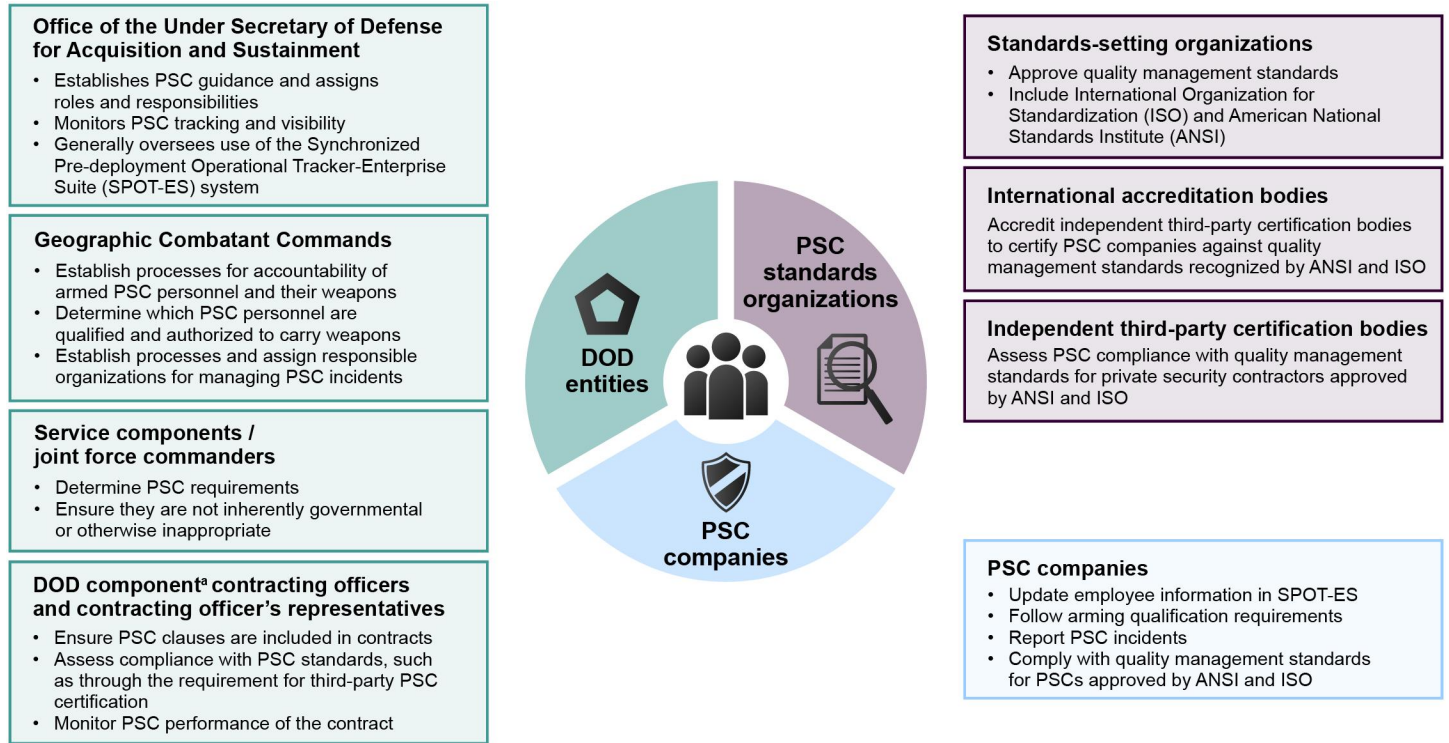 Office of the Under Secretary of Defense
for Acquisition and Sustainment
• Establishes PSC guidance and assigns
roles and responsibilities
• Monitors PSC tracking and visibility
• Generally oversees use of the Synchronized
Pre-deployment Operational Tracker-Enterprise
Suite (SPOT-ES) system
Geographic Combatant Commands
• Establish processes for accountability of
armed PSC personnel and their weapons
• Determine which PSC personnel are
qualified and authorized to carry weapons
• Establish processes and assign responsible
organizations for managing PSC incidents
Service components /
joint force commanders
• Determine PSC requirements
• Ensure they are not inherently governmental
or otherwise inappropriate
DOD componentᵃ contracting officers
and contracting officer’s representatives
• Ensure PSC clauses are included in contracts
• Assess compliance with PSC standards, such
as through the requirement for third-party PSC
certification
• Monitor PSC performance of the contract
DOD
entities
PSC
standards
organizations
PSC
companies
Standards-setting organizations
• Approve quality management standards
• Include International Organization for
Standardization (ISO) and American National
Standards Institute (ANSI)
International accreditation bodies
Accredit independent third-party certification bodies
to certify PSC companies against quality
management standards recognized by ANSI and ISO
Independent third-party certification bodies
Assess PSC compliance with quality management
standards for private security contractors approved
by ANSI and ISO
PSC companies
• Update employee information in SPOT-ES
• Follow arming qualification requirements
• Report PSC incidents
• Comply with quality management standards
for PSCs approved by ANSI and ISO